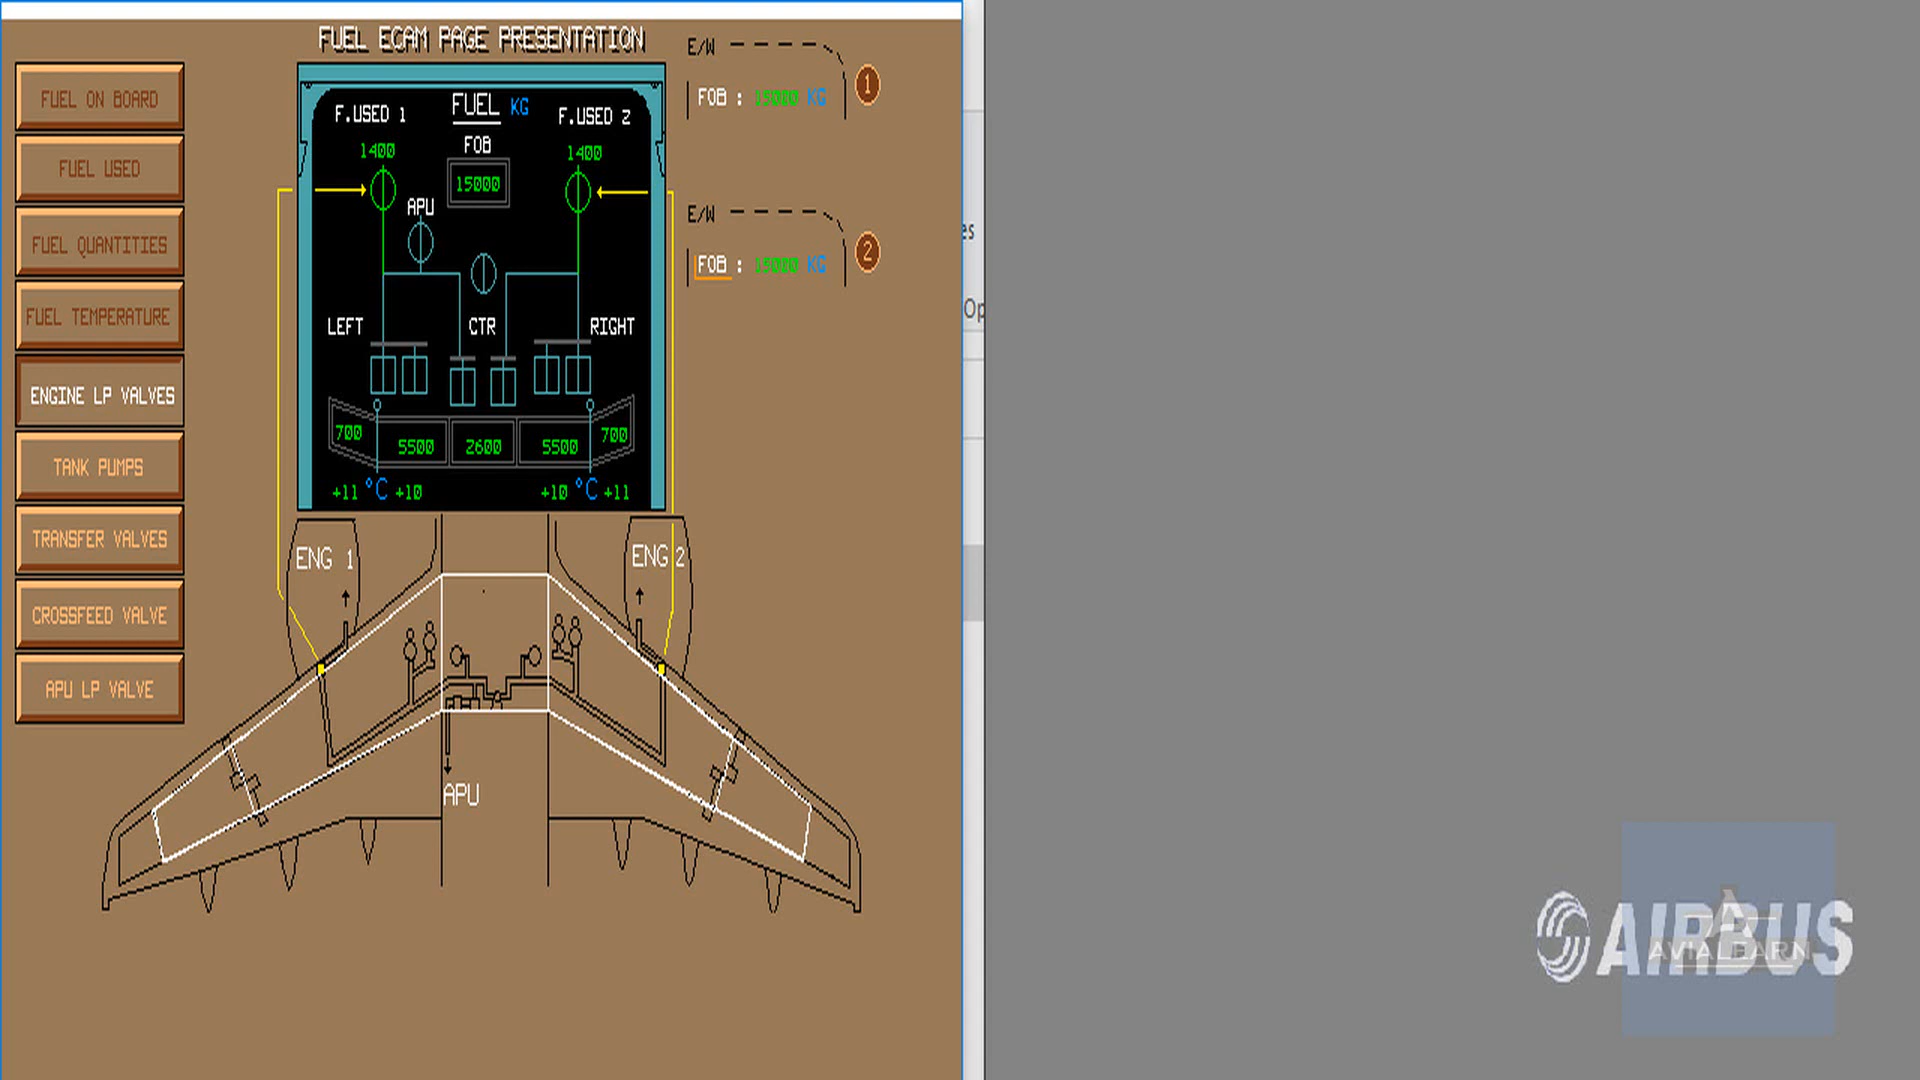 FUEL ECAM PAGE PRESENTATION
FUEL ON BOARD
FUEL USED
FUEL QUANTITIES
FUEL TEMPERATURE
ENGINE LP VALVES
TANK PUMPS
TRANSFER VALVES
CROSSFEED VALVE
APU LP VALVE
F.USED 1 FUEL KG F.USED 2
FOB
1400 1400
15000
APU
LEFT CTR RIGHT
700 5500 2600 5500 700
+11 °C +10 +10 °C +11
E/W
1
FOB : 15000 KG
E/W
2
FOB : 15000 KG
ENG 1 ENG 2
APU
es
Op
AIRBUS
AVIALEARN